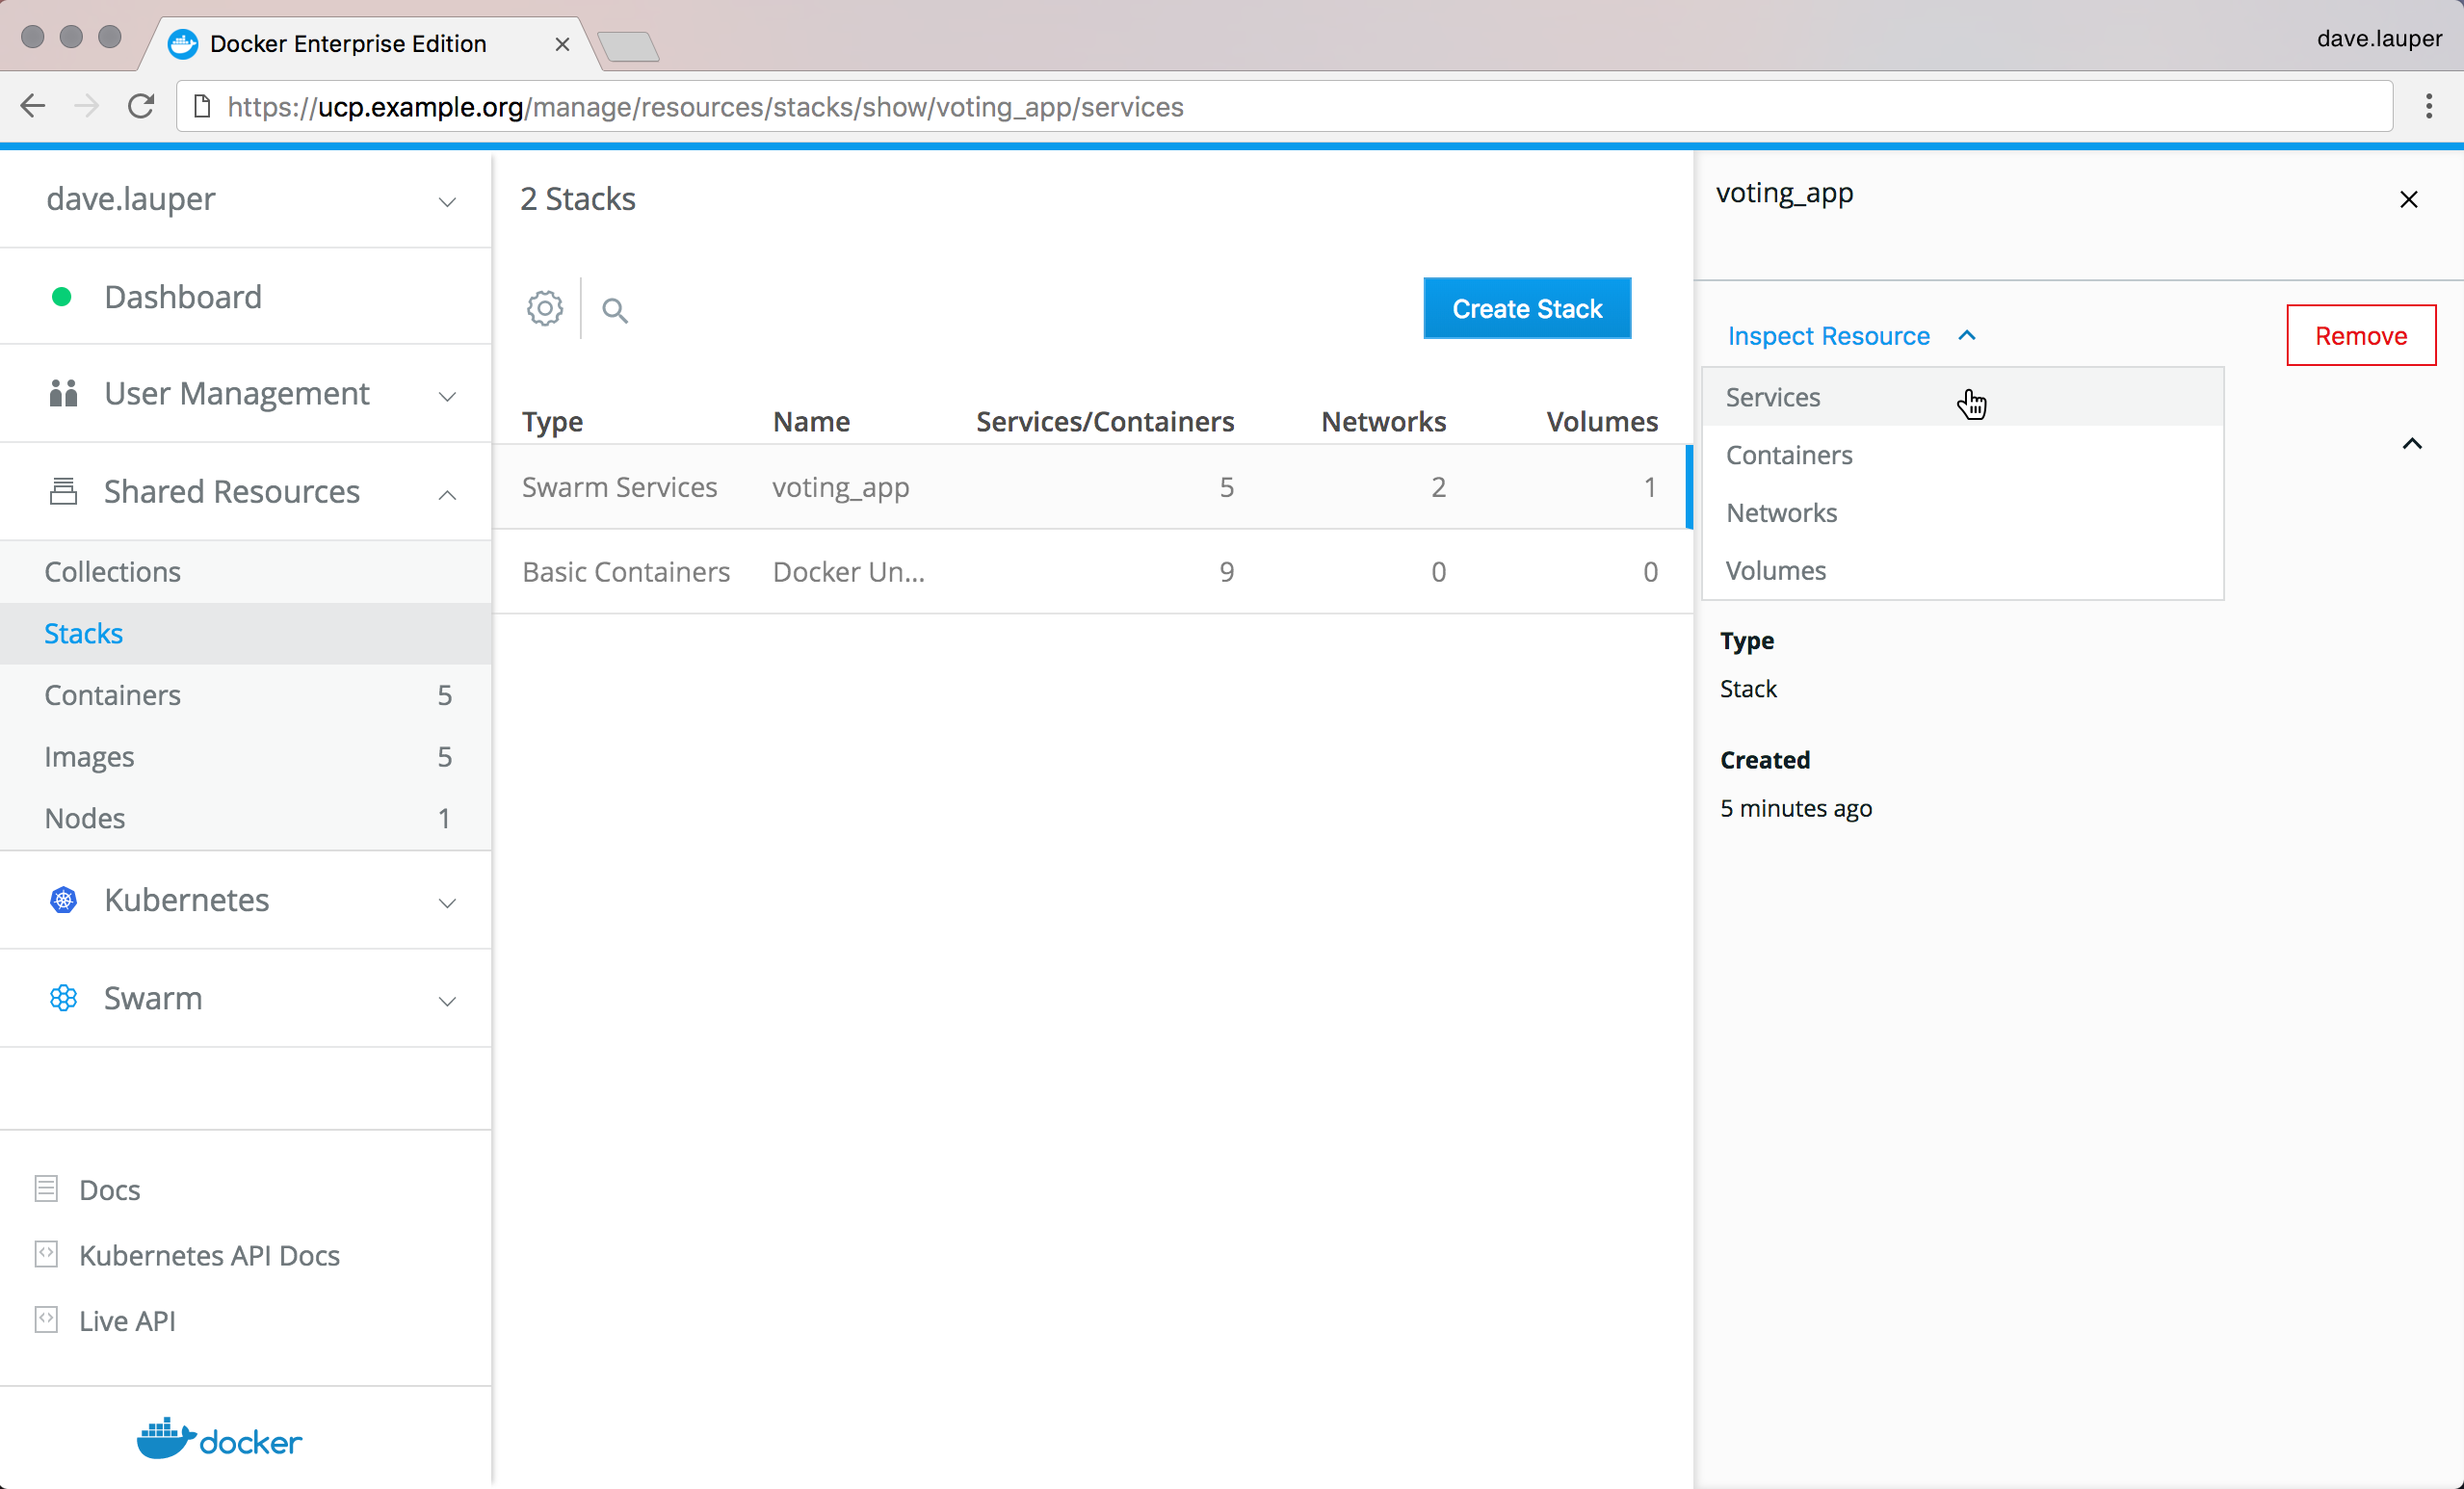 Docker Enterprise Edition
dave.lauper
https://ucp.example.org/manage/resources/stacks/show/voting_app/services
dave.lauper
Dashboard
User Management
Shared Resources
Collections
Stacks
Containers 5
Images 5
Nodes 1
Kubernetes
Swarm
Docs
Kubernetes API Docs
Live API
docker
2 Stacks
Create Stack
Type Name Services/Containers Networks Volumes
Swarm Services voting_app 5 2 1
Basic Containers Docker Un... 9 0 0
voting_app
Inspect Resource
Remove
Services
Containers
Networks
Volumes
Type
Stack
Created
5 minutes ago